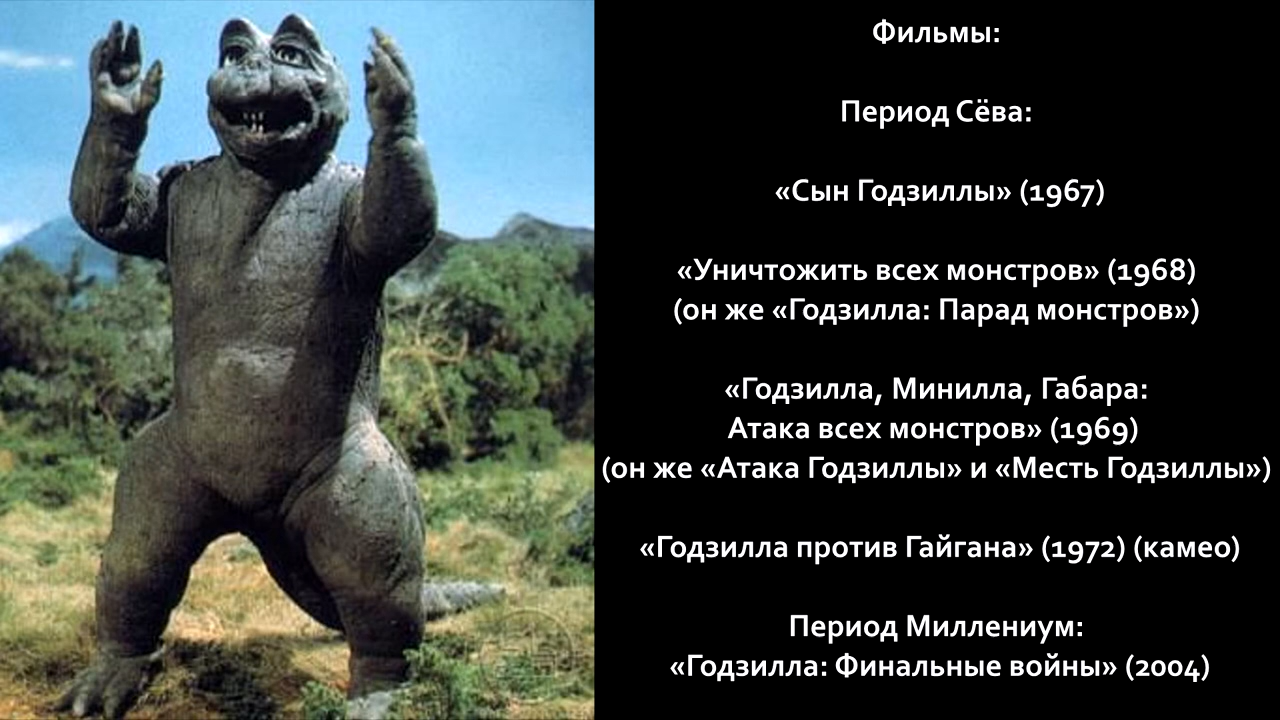 Фильмы:
Период Сёва:
«Сын Годзиллы» (1967)
«Уничтожить всех монстров» (1968)
(он же «Годзилла: Парад монстров»)
«Годзилла, Минилла, Габара:
Атака всех монстров» (1969)
(он же «Атака Годзиллы» и «Месть Годзиллы»)
«Годзилла против Гайгана» (1972) (камео)
Период Миллениум:
«Годзилла: Финальные войны» (2004)